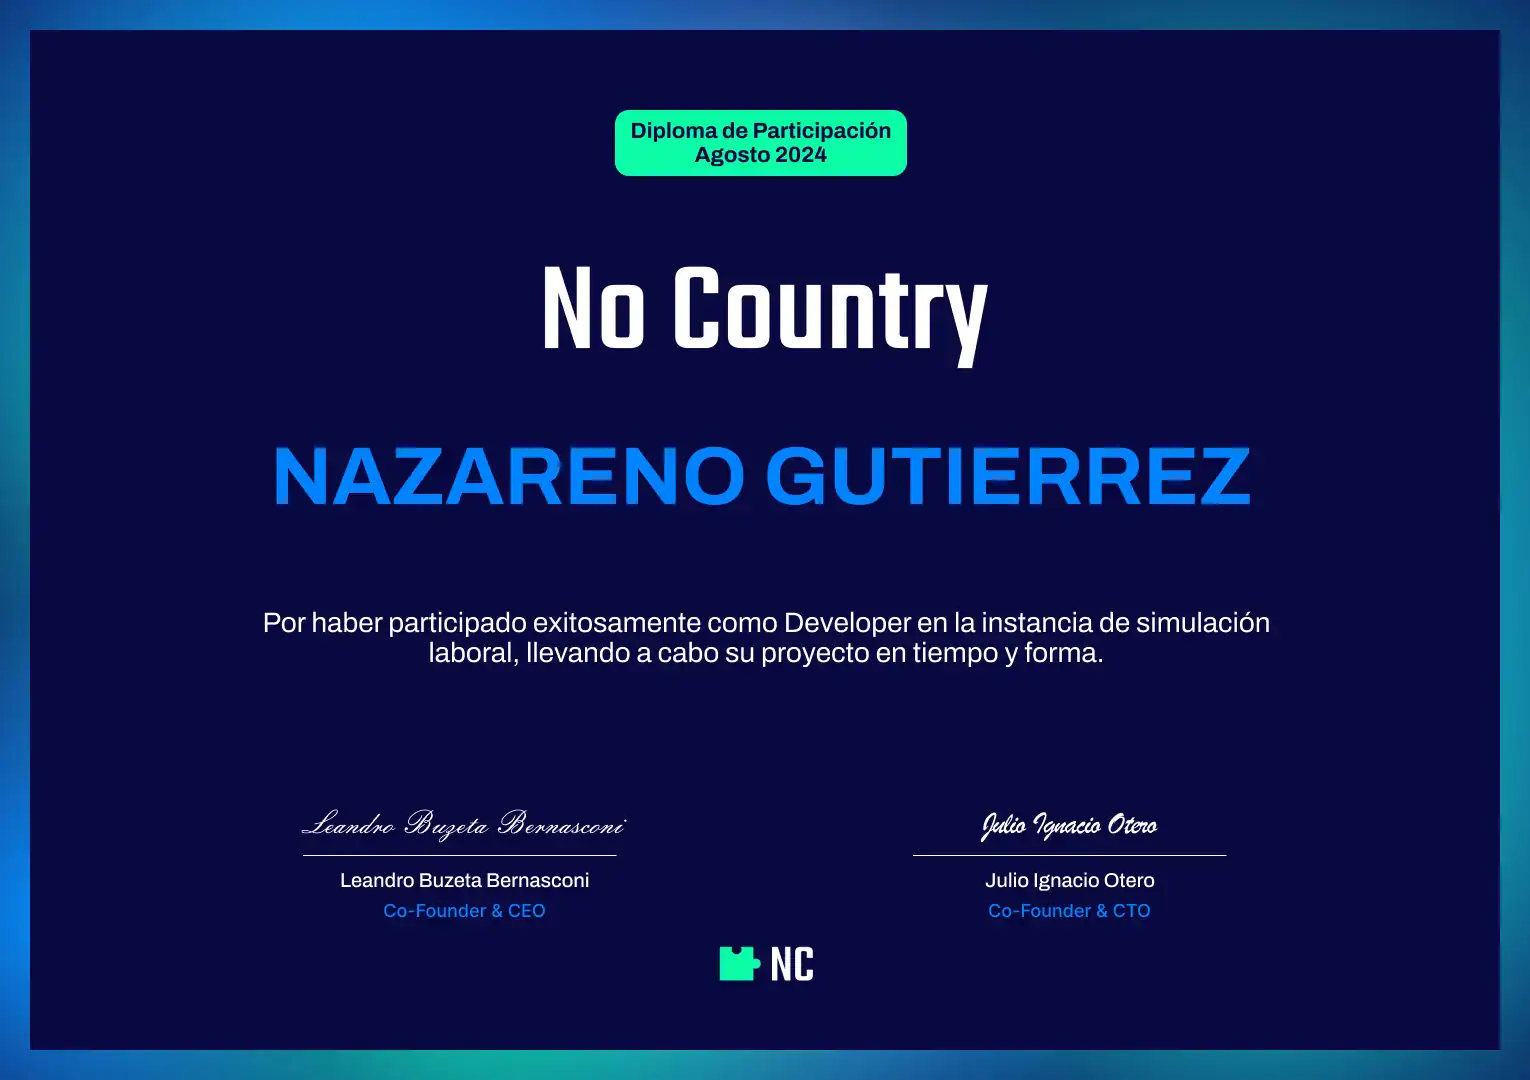 Diploma de Participación
Agosto 2024
No Country
NAZARENO GUTIERREZ
Por haber participado exitosamente como Developer en la instancia de simulación
laboral, llevando a cabo su proyecto en tiempo y forma.
Leandro Buzeta Bernasconi
Julio Ignacio Otero
Leandro Buzeta Bernasconi
Julio Ignacio Otero
Co-Founder & CEO
Co-Founder & CTO
NC